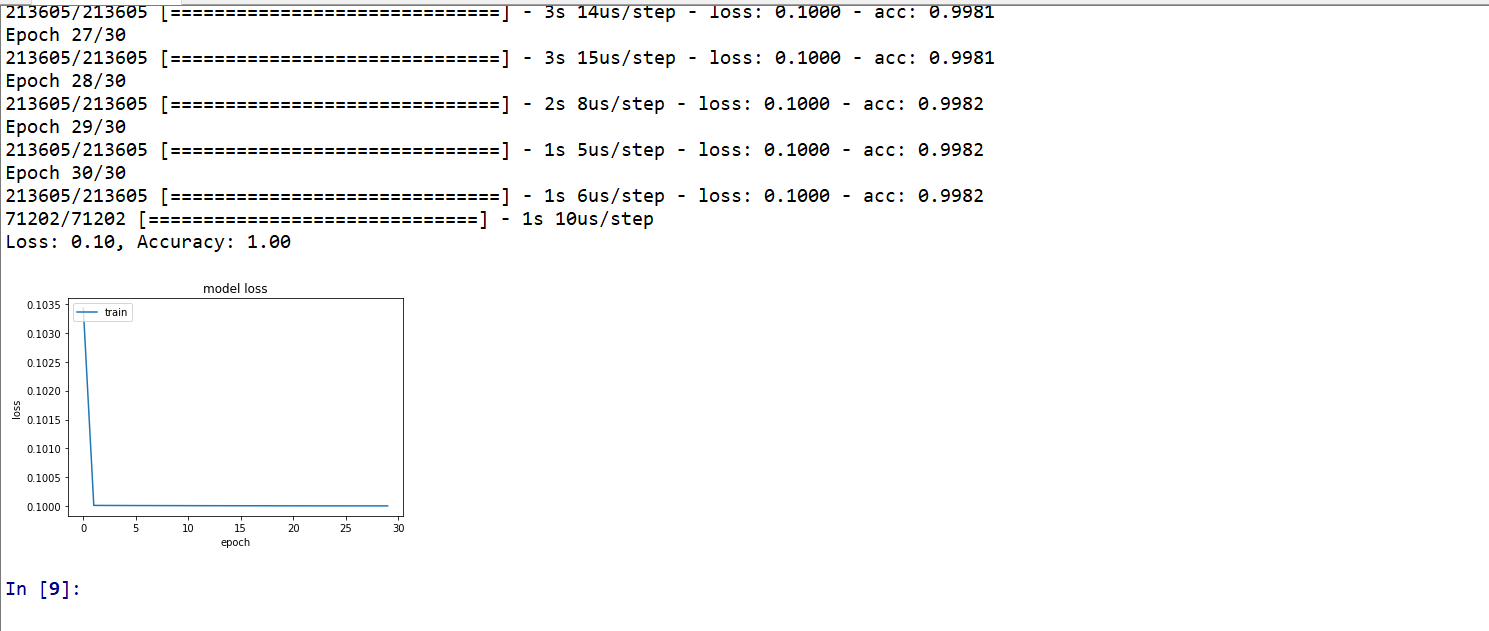 213605/213605 [==============================] - 3s 14us/step - loss: 0.1000 - acc: 0.9981
Epoch 27/30
213605/213605 [==============================] - 3s 15us/step - loss: 0.1000 - acc: 0.9981
Epoch 28/30
213605/213605 [==============================] - 2s 8us/step - loss: 0.1000 - acc: 0.9982
Epoch 29/30
213605/213605 [==============================] - 1s 5us/step - loss: 0.1000 - acc: 0.9982
Epoch 30/30
213605/213605 [==============================] - 1s 6us/step - loss: 0.1000 - acc: 0.9982
71202/71202 [==============================] - 1s 10us/step
Loss: 0.10, Accuracy: 1.00
model loss
train
0.1035
0.1030
0.1025
0.1020
0.1015
0.1010
0.1005
0.1000
loss
0 5 10 15 20 25 30
epoch
In [9]: